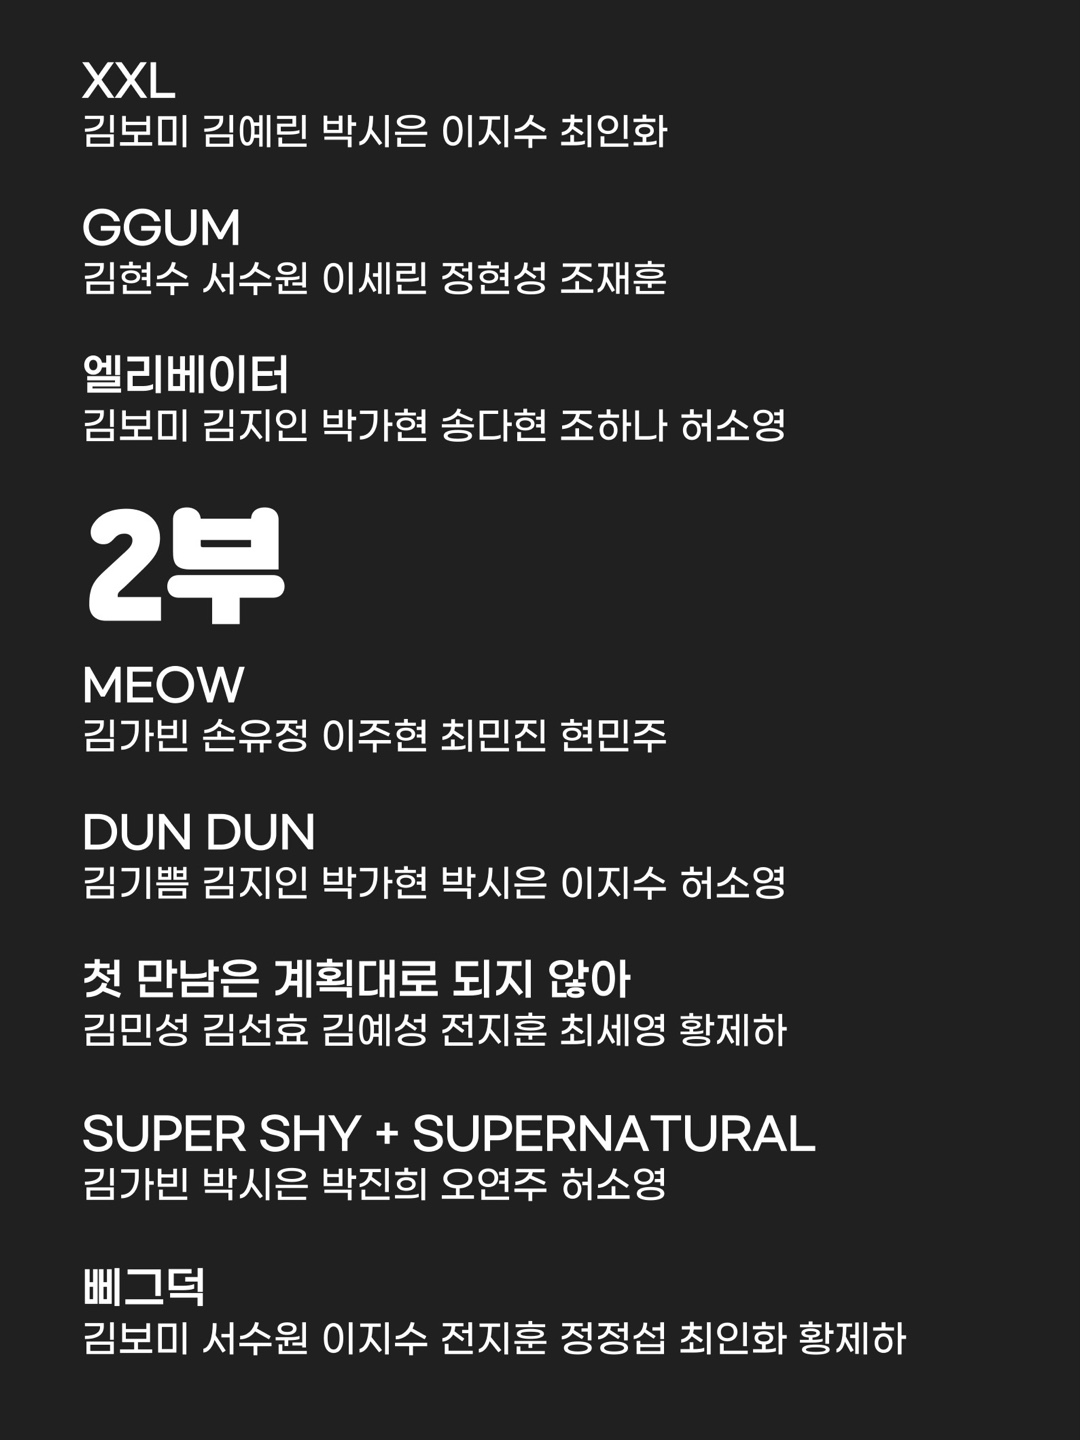 XXL
김보미 김예린 박시은 이지수 최인화
GGUM
김현수 서수원 이세린 정현성 조재훈
엘리베이터
김보미 김지인 박가현 송다현 조하나 허소영
2부
MEOW
김가빈 손유정 이주현 최민진 현민주
DUN DUN
김기쁨 김지인 박가현 박시은 이지수 허소영
첫 만남은 계획대로 되지 않아
김민성 김선효 김예성 전지훈 최세영 황제하
SUPER SHY + SUPERNATURAL
김가빈 박시은 박진희 오연주 허소영
삐그덕
김보미 서수원 이지수 전지훈 정정섭 최인화 황제하